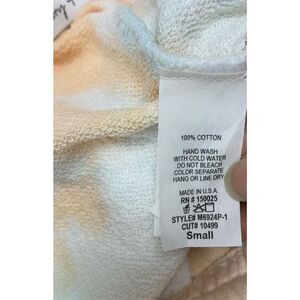 100% COTTON
HAND WASH
WITH COLD WATER
DO NOT BLEACH
COLOR SEPARATE
HANG OR LINE DRY
MADE IN U.S.A.
RN # 150025
STYLE# M6924P-1
CUT# 10499
Small